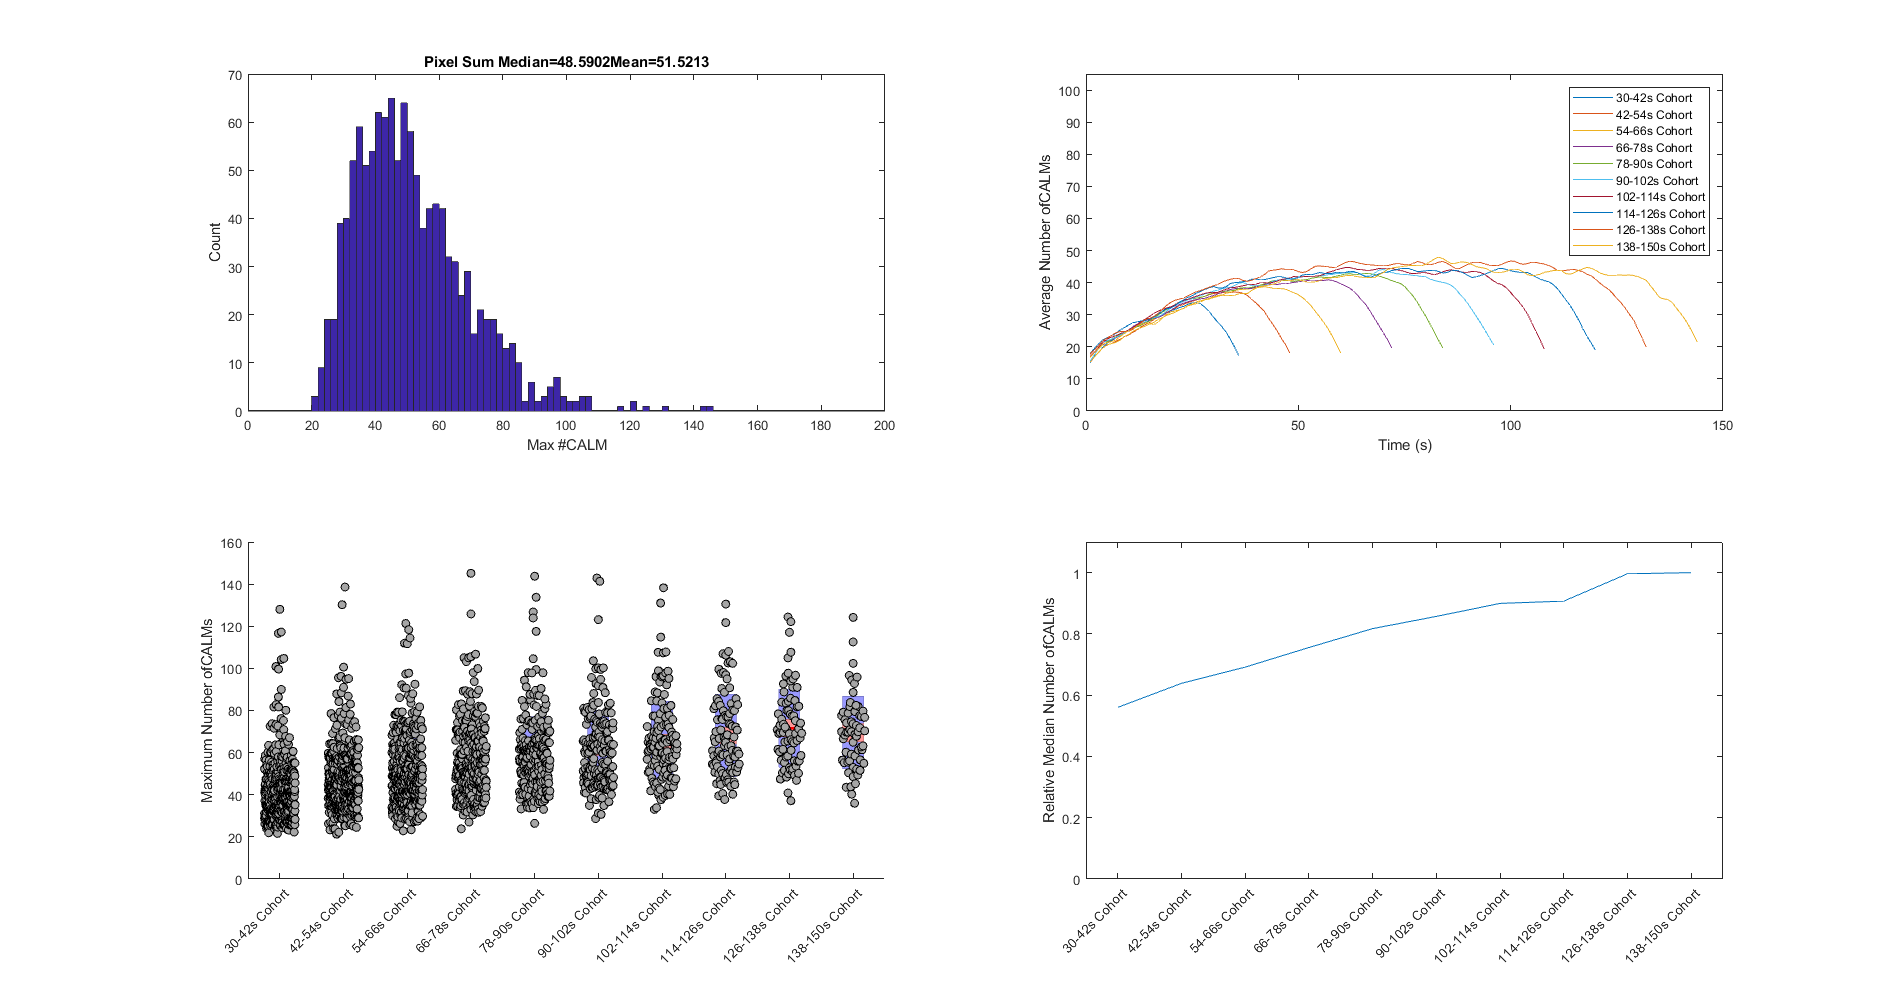 Pixel Sum Median=48.5902Mean=51.5213
70
60
50
40
30
20
10
0
Count
0 20 40 60 80 100 120 140 160 180 200
Max #CALM
100
90
80
70
60
50
40
30
20
10
0
Average Number ofCALMs
30-42s Cohort
42-54s Cohort
54-66s Cohort
66-78s Cohort
78-90s Cohort
90-102s Cohort
102-114s Cohort
114-126s Cohort
126-138s Cohort
138-150s Cohort
0 50 100 150
Time (s)
160
140
120
100
80
60
40
20
0
Maximum Number ofCALMs
30-42s Cohort
42-54s Cohort
54-66s Cohort
66-78s Cohort
78-90s Cohort
90-102s Cohort
102-114s Cohort
114-126s Cohort
126-138s Cohort
138-150s Cohort
1
0.8
0.6
0.4
0.2
0
Relative Median Number ofCALMs
30-42s Cohort
42-54s Cohort
54-66s Cohort
66-78s Cohort
78-90s Cohort
90-102s Cohort
102-114s Cohort
114-126s Cohort
126-138s Cohort
138-150s Cohort